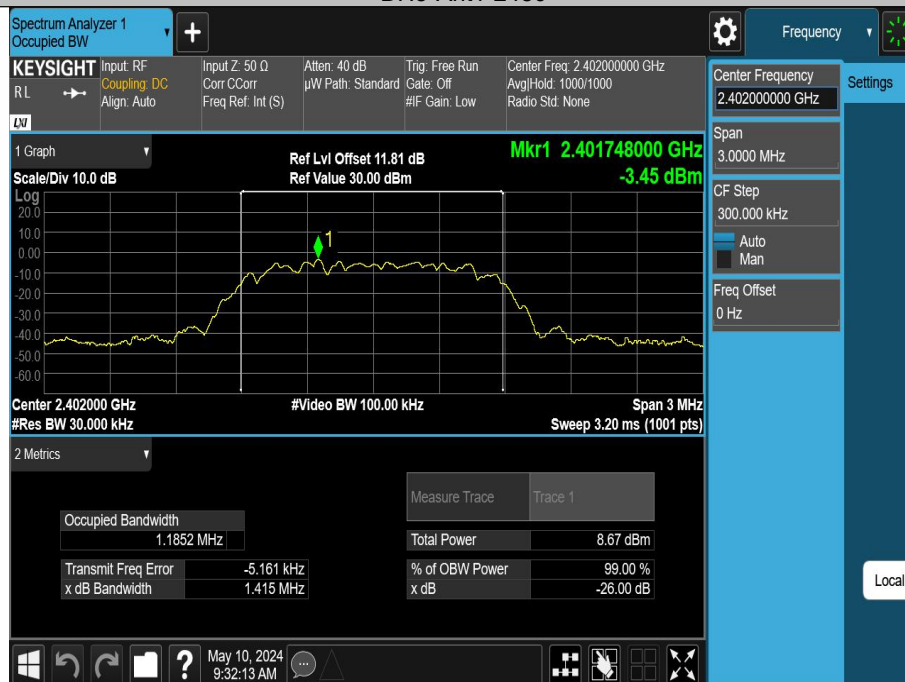 Spectrum Analyzer 1
Occupied BW
Frequency
KEYSIGHT
RL
LXI
Input: RF
Coupling: DC
Align: Auto
Input Z: 50 Ω
Corr CCorr
Freq Ref: Int (S)
Atten: 40 dB
µW Path: Standard
Trig: Free Run
Gate: Off
#IF Gain: Low
Center Freq: 2.402000000 GHz
Avg|Hold: 1000/1000
Radio Std: None
1 Graph
Scale/Div 10.0 dB
Ref Lvl Offset 11.81 dB
Ref Value 30.00 dBm
Mkr1 2.401748000 GHz
-3.45 dBm
Log
20.0
10.0
0.00
-10.0
-20.0
-30.0
-40.0
-50.0
-60.0
1
Center 2.402000 GHz
#Res BW 30.000 kHz
#Video BW 100.00 kHz
Span 3 MHz
Sweep 3.20 ms (1001 pts)
2 Metrics
Measure Trace
Trace 1
Occupied Bandwidth
1.1852 MHz
Total Power
8.67 dBm
Transmit Freq Error
-5.161 kHz
% of OBW Power
99.00 %
x dB Bandwidth
1.415 MHz
x dB
-26.00 dB
May 10, 2024
9:32:13 AM
Center Frequency
2.402000000 GHz
Settings
Span
3.0000 MHz
CF Step
300.000 kHz
Auto
Man
Freq Offset
0 Hz
Local